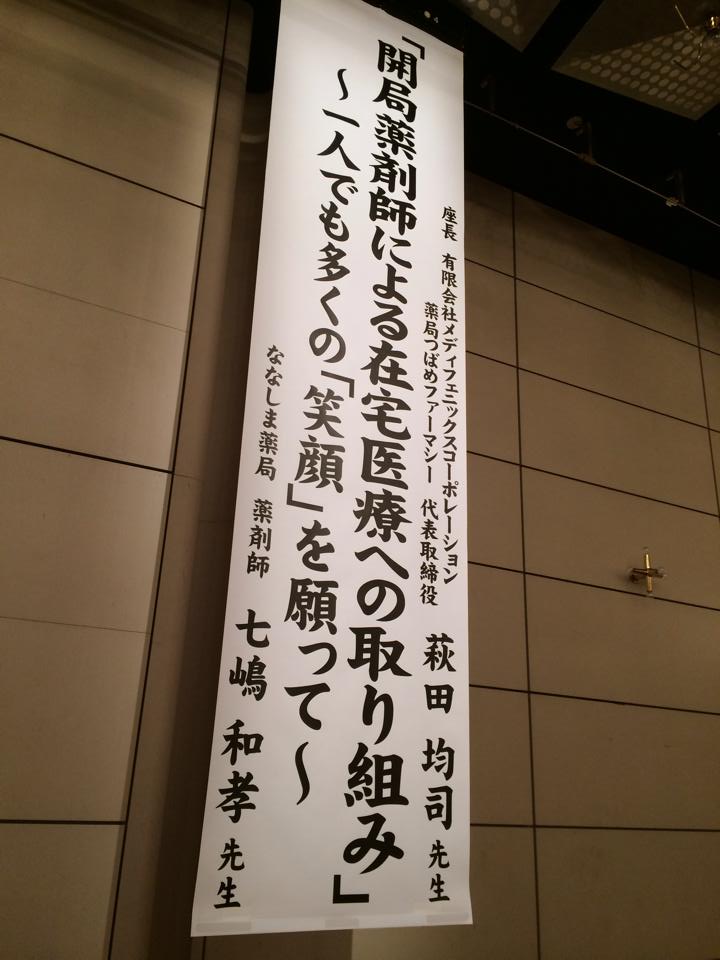 座長 有限会社メディフェニックスコーポレーション
薬局つばめファーマシー 代表取締役 萩田 均司 先生
「開局薬剤師による在宅医療への取り組み」
～一人でも多くの「笑顔」を願って～
ななしま薬局 薬剤師 七嶋 和孝 先生